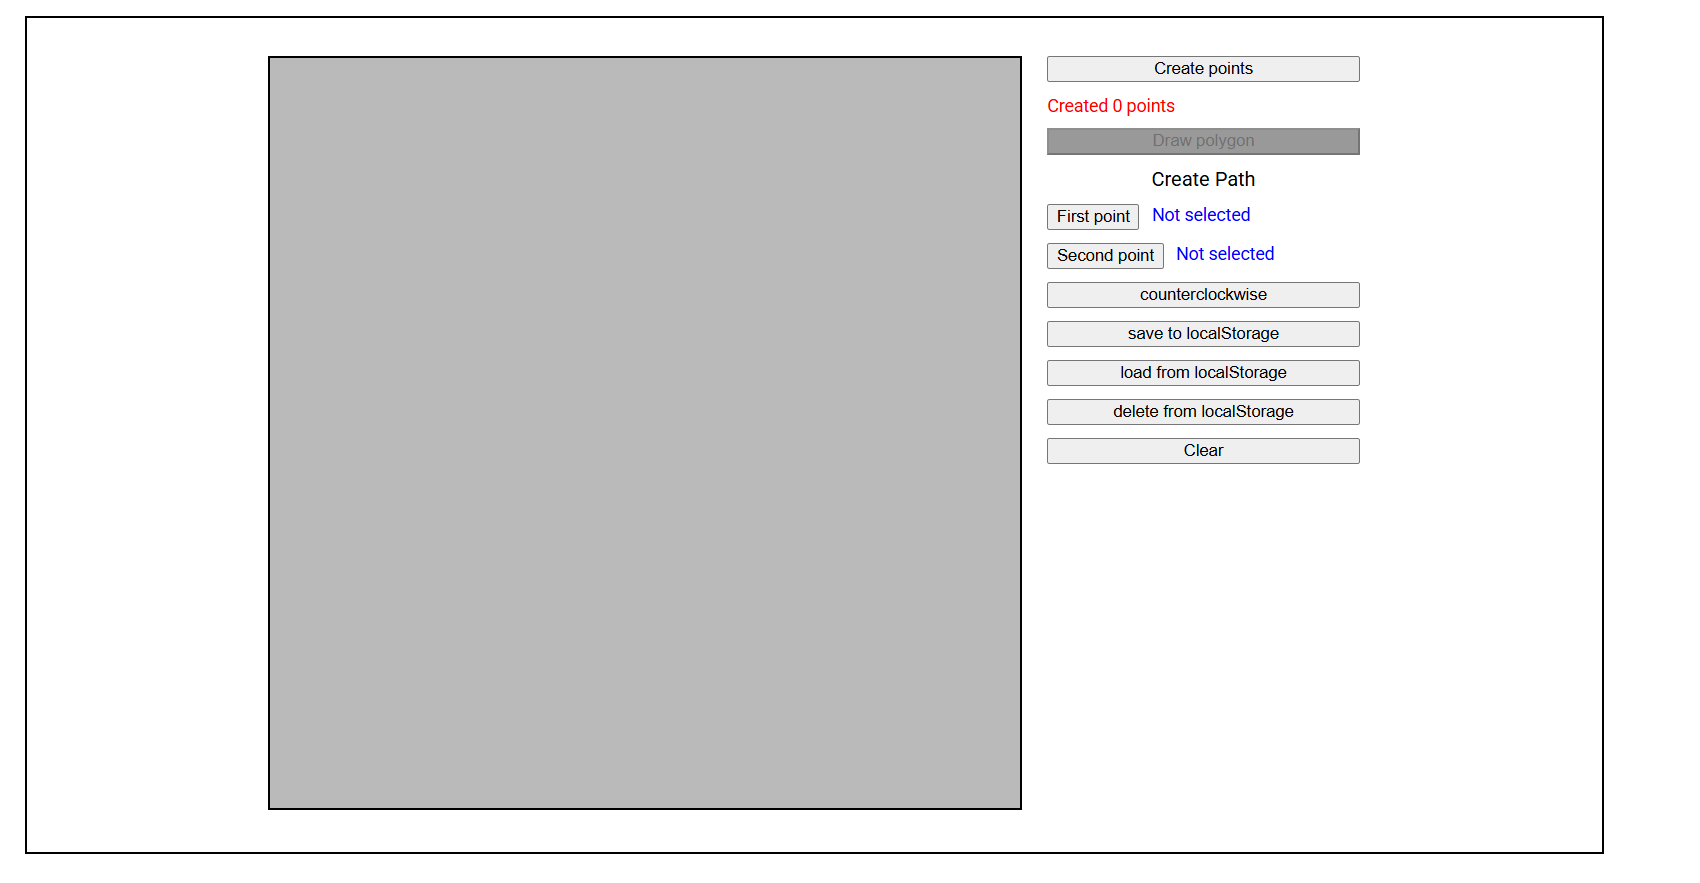 Create points
Created 0 points
Draw polygon
Create Path
First point Not selected
Second point Not selected
counterclockwise
save to localStorage
load from localStorage
delete from localStorage
Clear